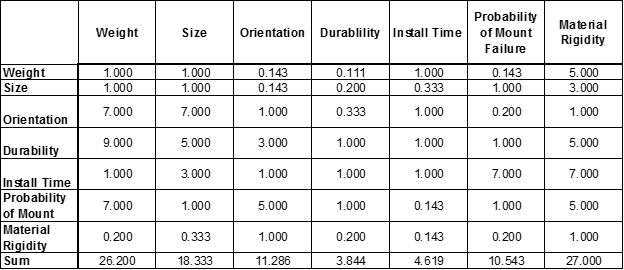 Weight Size Orientation Durablility Install Time Probability of Mount Failure Material Rigidity
Weight 1.000 1.000 0.143 0.111 1.000 0.143 5.000
Size 1.000 1.000 0.143 0.200 0.333 1.000 3.000
Orientation 7.000 7.000 1.000 0.333 1.000 0.200 1.000
Durability 9.000 5.000 3.000 1.000 1.000 1.000 5.000
Install Time 1.000 3.000 1.000 1.000 1.000 7.000 7.000
Probability of Mount 7.000 1.000 5.000 1.000 0.143 1.000 5.000
Material Rigidity 0.200 0.333 1.000 0.200 0.143 0.200 1.000
Sum 26.200 18.333 11.286 3.844 4.619 10.543 27.000